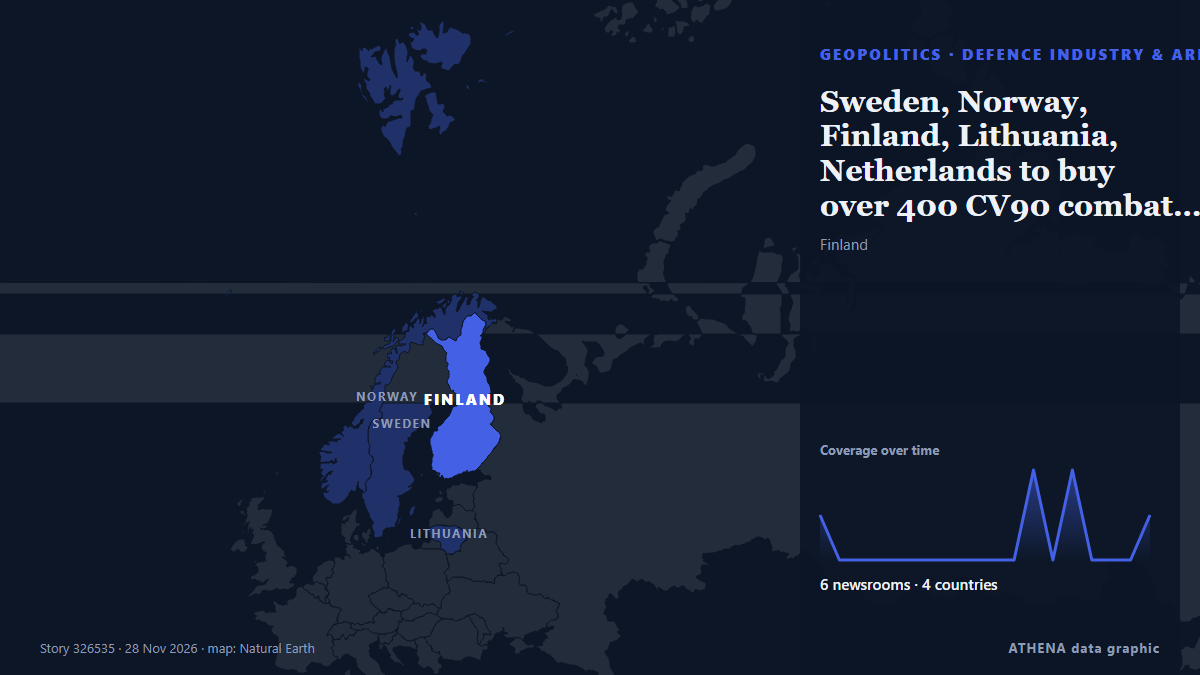 GEOPOLITICS · DEFENCE INDUSTRY &
Sweden, Norway,
Finland, Lithuania,
Netherlands to buy
over 400 CV90 combat...
Finland
NORWAY
FINLAND
SWEDEN
LITHUANIA
Coverage over time
6 newsrooms · 4 countries
Story 326535 · 28 Nov 2026 · map: Natural Earth
ATHENA data graphic